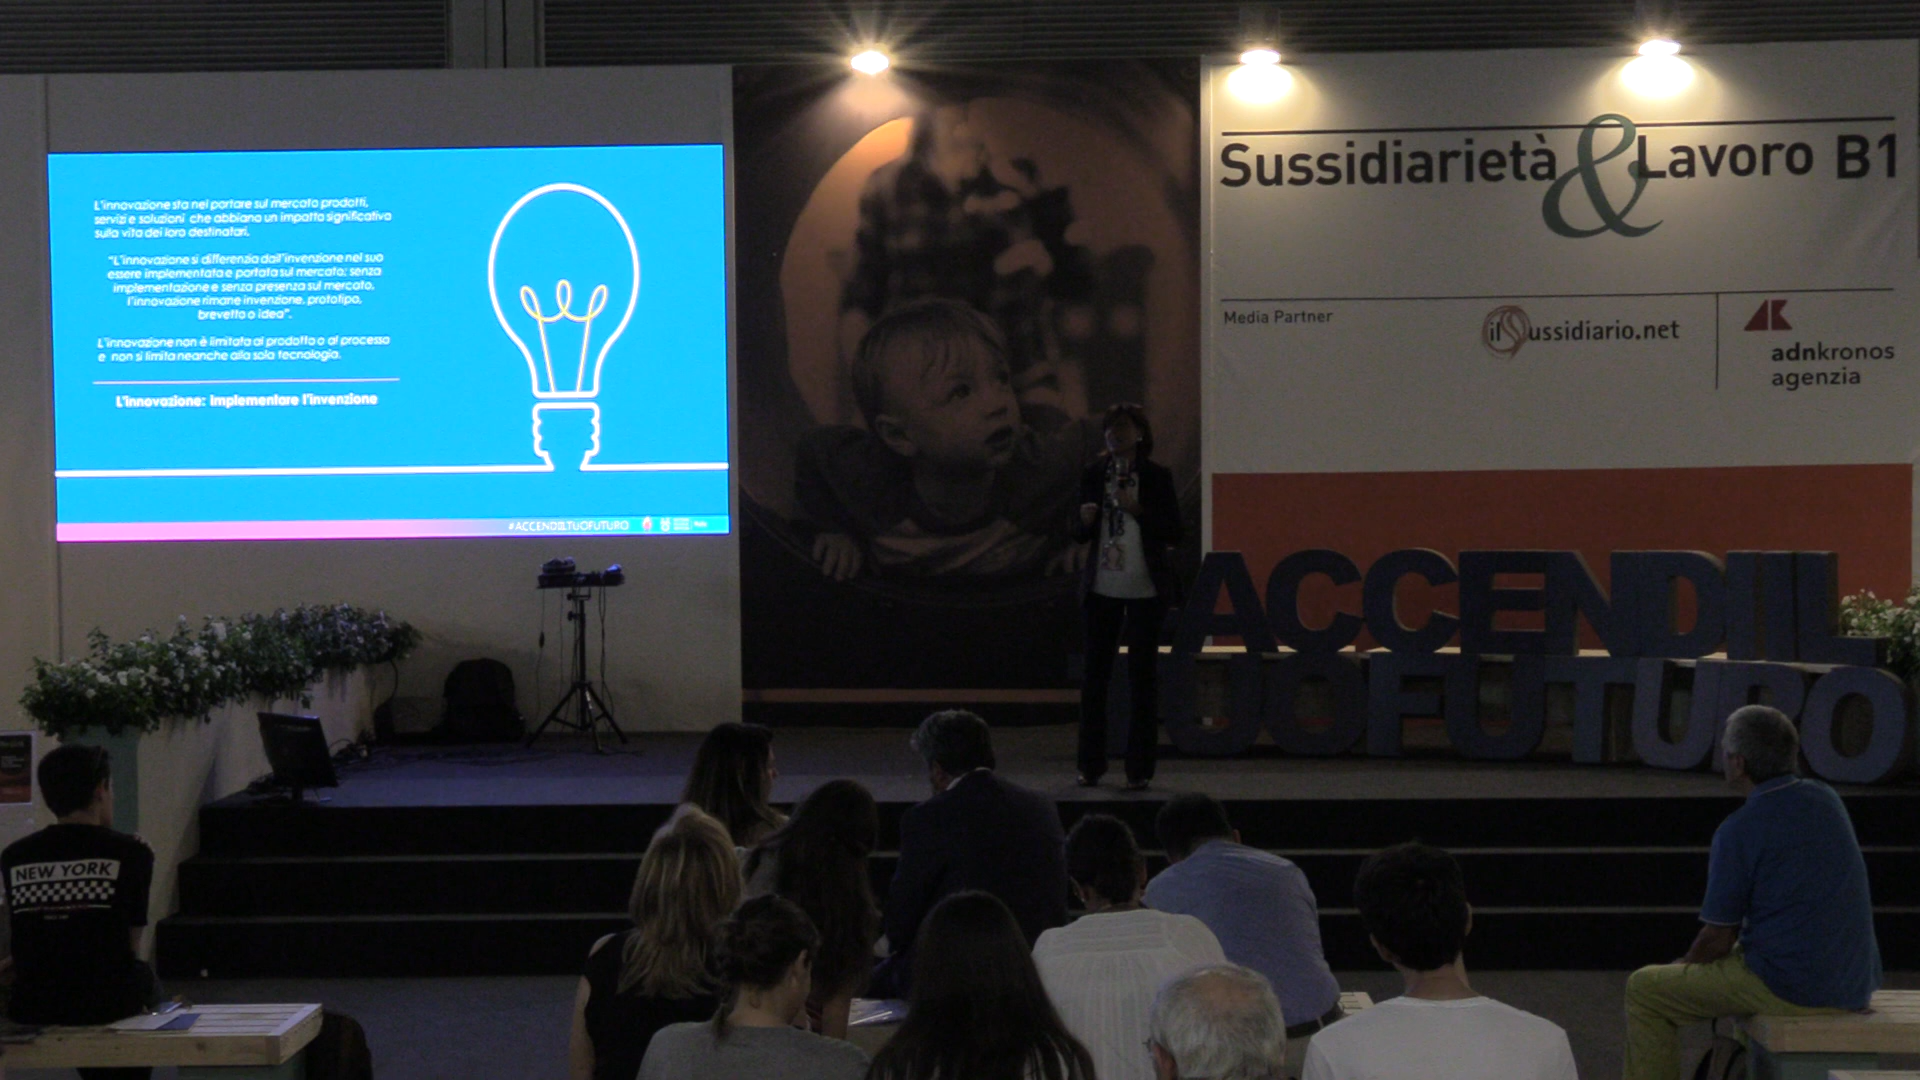 L'innovazione sta nel portare sul mercato prodotti,
servizi e soluzioni che abbiano un impatto significativo
sulla vita dei loro destinatari.
"L'innovazione si differenzia dall'invenzione nel suo
essere implementata e portata sul mercato; senza
implementazione e senza presenza sul mercato,
l'innovazione rimane invenzione, prototipo,
brevetto o idea".
L'innovazione non è limitata al prodotto o al processo
e non si limita neanche alla sola tecnologia.
L'innovazione: implementare l'invenzione
#ACCENDIILTUOFUTURO
Sussidiarietà & Lavoro B1
Media Partner
ilSussidiario.net
adnkronos
agenzia
ACCENDIIL
TUOFUTURO
NEW YORK